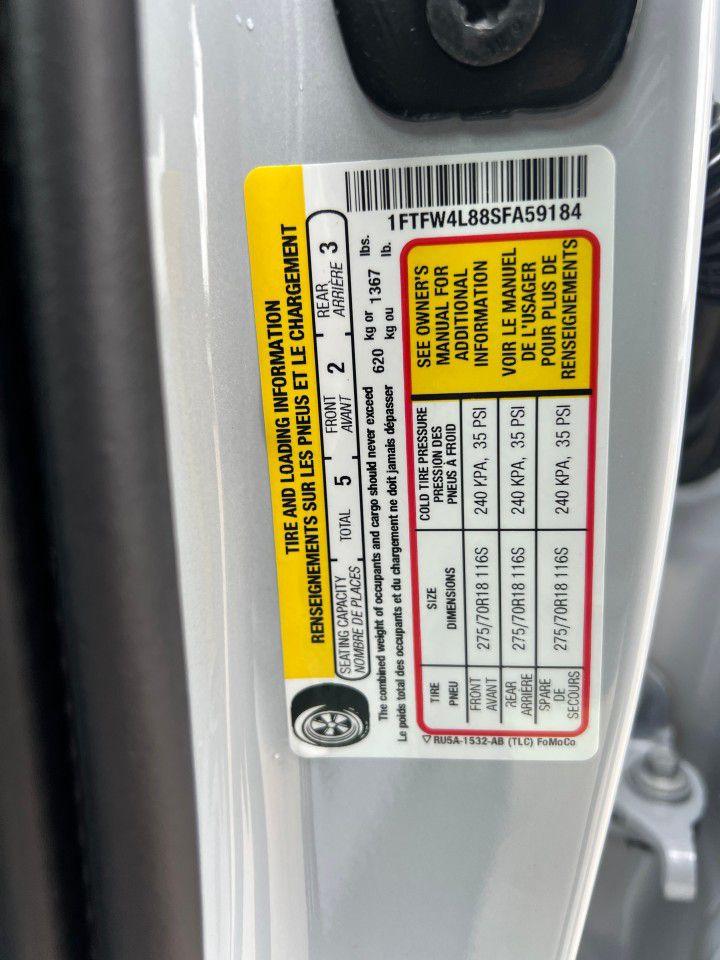 1FTFW4L88SFA59184
TIRE AND LOADING INFORMATION
RENSEIGNEMENTS SUR LES PNEUS ET LE CHARGEMENT
SEATING CAPACITY TOTAL 5 FRONT 2 REAR 3
NOMBRE DE PLACES AVANT ARRIÈRE
The combined weight of occupants and cargo should never exceed 620 kg or 1367 lbs.
Le poids total des occupants et du chargement ne doit jamais dépasser kg ou lb.
TIRE SIZE COLD TIRE PRESSURE
PNEU DIMENSIONS PRESSION DES
PNEUS À FROID
FRONT 275/70R18 116S 240 KPA, 35 PSI
AVANT
REAR 275/70R18 116S 240 KPA, 35 PSI
ARRIÈRE
SPARE 275/70R18 116S 240 KPA, 35 PSI
DE
SECOURS
SEE OWNER'S
MANUAL FOR
ADDITIONAL
INFORMATION
VOIR LE MANUEL
DE L'USAGER
POUR PLUS DE
RENSEIGNEMENTS
RU5A-1532-AB (TLC) FoMoCo